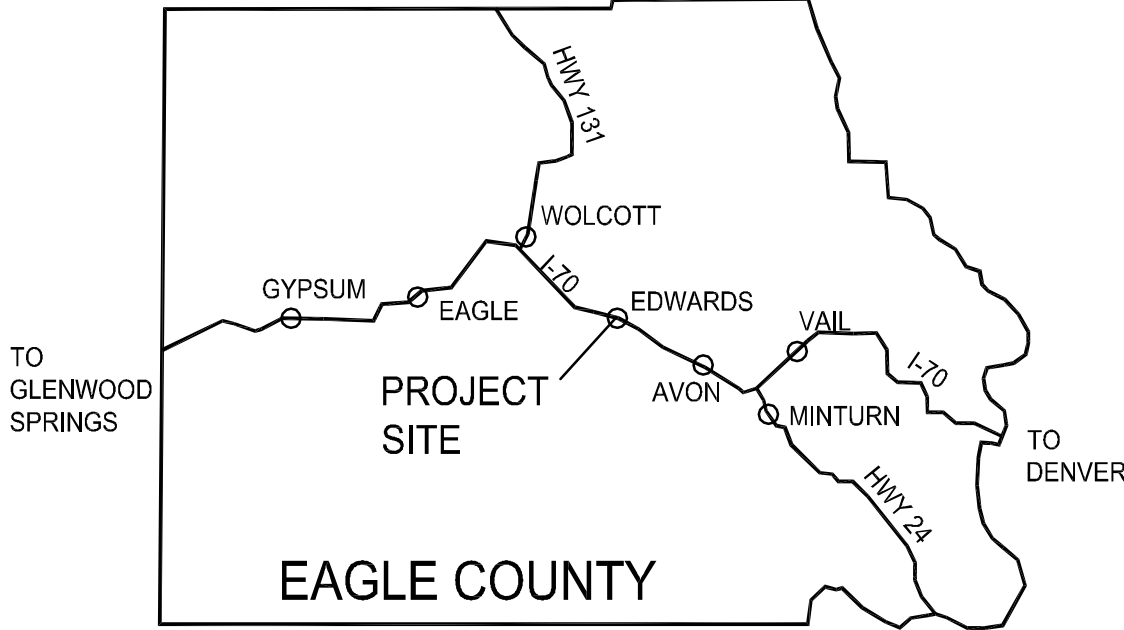 HWY 131
WOLCOTT
I-70
GYPSUM
EAGLE
EDWARDS
VAIL
TO
GLENWOOD
SPRINGS
PROJECT
SITE
AVON
I-70
MINTURN
TO
DENVER
HWY 24
EAGLE COUNTY